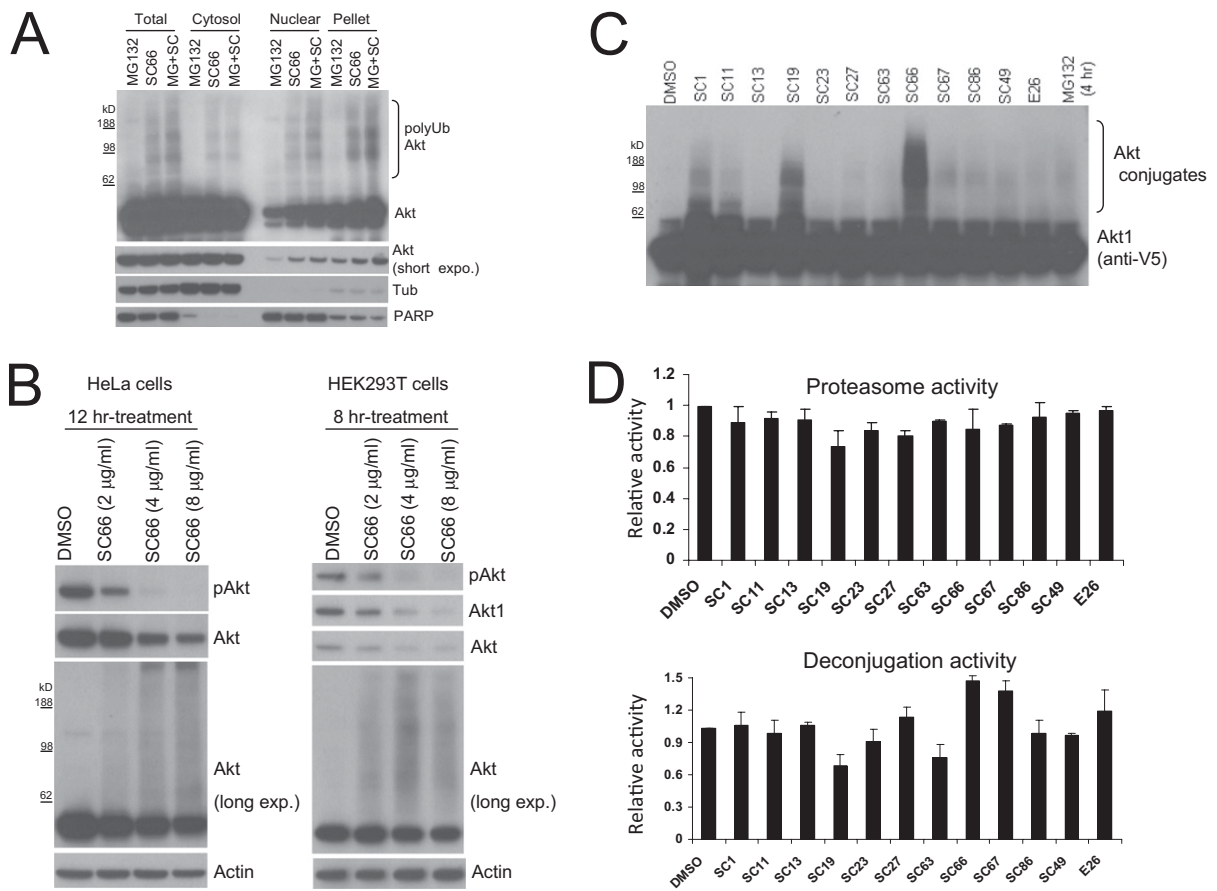 A
Total Cytosol Nuclear Pellet
MG132 SC66 MG+SC MG132 SC66 MG+SC MG132 SC66 MG+SC MG132 SC66 MG+SC
kD
188
98
62
polyUb
Akt
Akt
Akt
(short expo.)
Tub
PARP
B
HeLa cells
12 hr-treatment
DMSO
SC66 (2 µg/ml)
SC66 (4 µg/ml)
SC66 (8 µg/ml)
pAkt
Akt
kD
188
98
62
Akt
(long exp.)
Actin
HEK293T cells
8 hr-treatment
DMSO
SC66 (2 µg/ml)
SC66 (4 µg/ml)
SC66 (8 µg/ml)
pAkt
Akt1
Akt
Akt
(long exp.)
Actin
C
DMSO SC1 SC11 SC13 SC19 SC23 SC27 SC63 SC66 SC67 SC86 SC49 E26 MG132 (4 hr)
kD
188
98
62
Akt
conjugates
Akt1
(anti-V5)
D
Proteasome activity
Relative activity
1.2
1
0.8
0.6
0.4
0.2
0
DMSO SC1 SC11 SC13 SC19 SC23 SC27 SC63 SC66 SC67 SC86 SC49 E26
Deconjugation activity
Relative activity
1.5
1.2
0.9
0.6
0.3
0
DMSO SC1 SC11 SC13 SC19 SC23 SC27 SC63 SC66 SC67 SC86 SC49 E26